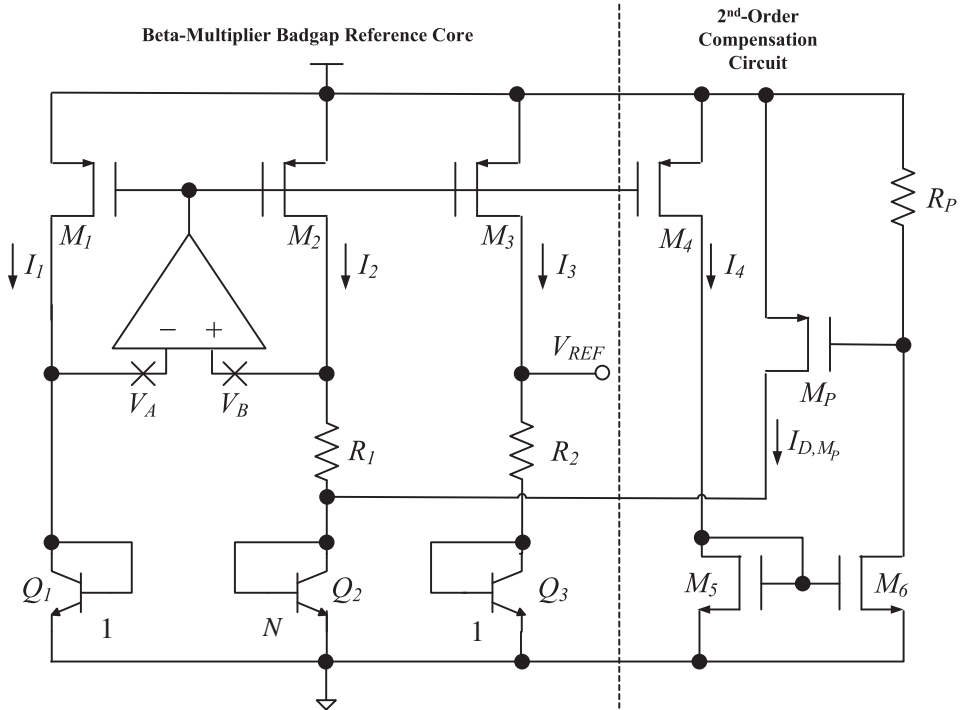 Beta-Multiplier Badgap Reference Core
2nd-Order
Compensation
Circuit
M1
M2
M3
M4
RP
I1
I2
I3
I4
− +
VREF
VA
VB
MP
R1
R2
ID,MP
Q1
Q2
Q3
M5
M6
1
N
1